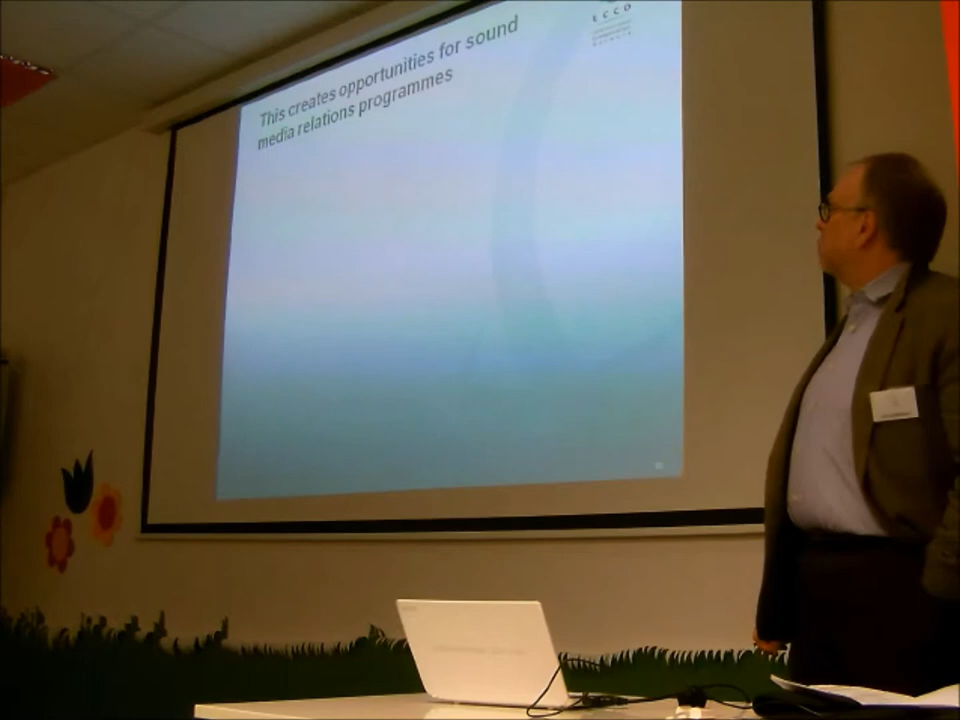 ECCO
This creates opportunities for sound
media relations programmes